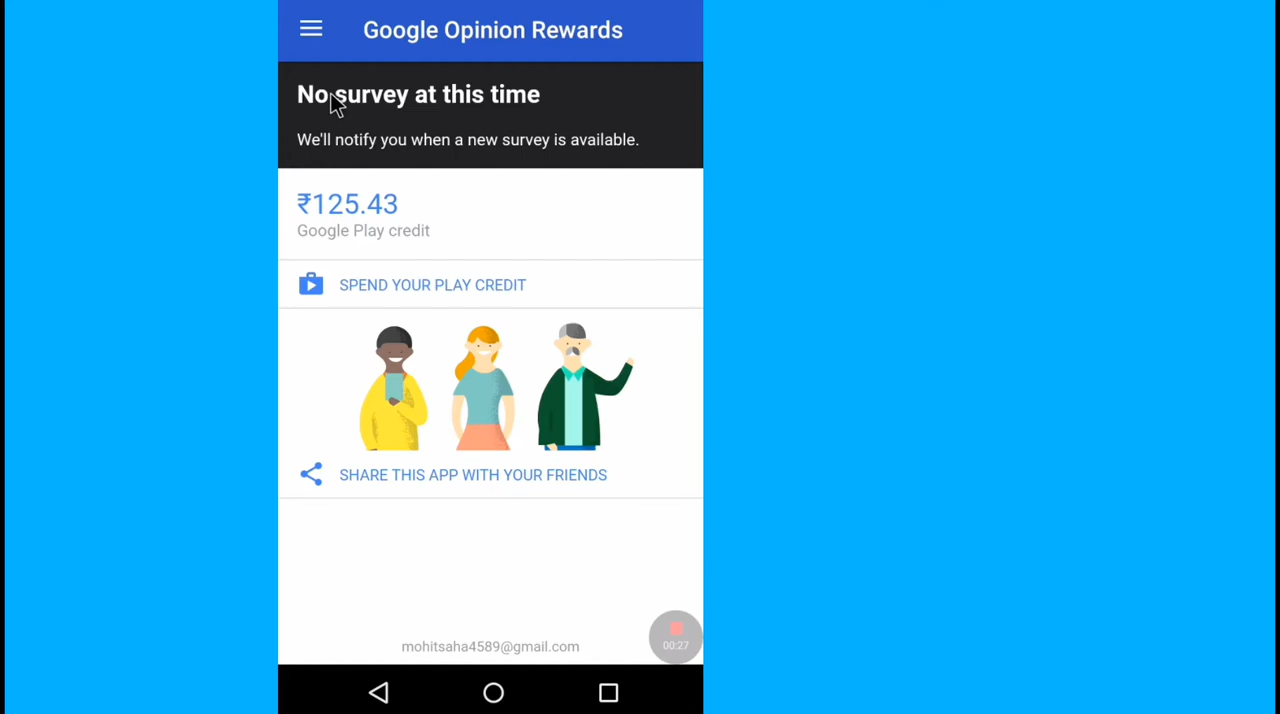 Google Opinion Rewards
No survey at this time
We'll notify you when a new survey is available.
₹125.43
Google Play credit
SPEND YOUR PLAY CREDIT
SHARE THIS APP WITH YOUR FRIENDS
mohitsaha4589@gmail.com
00:27